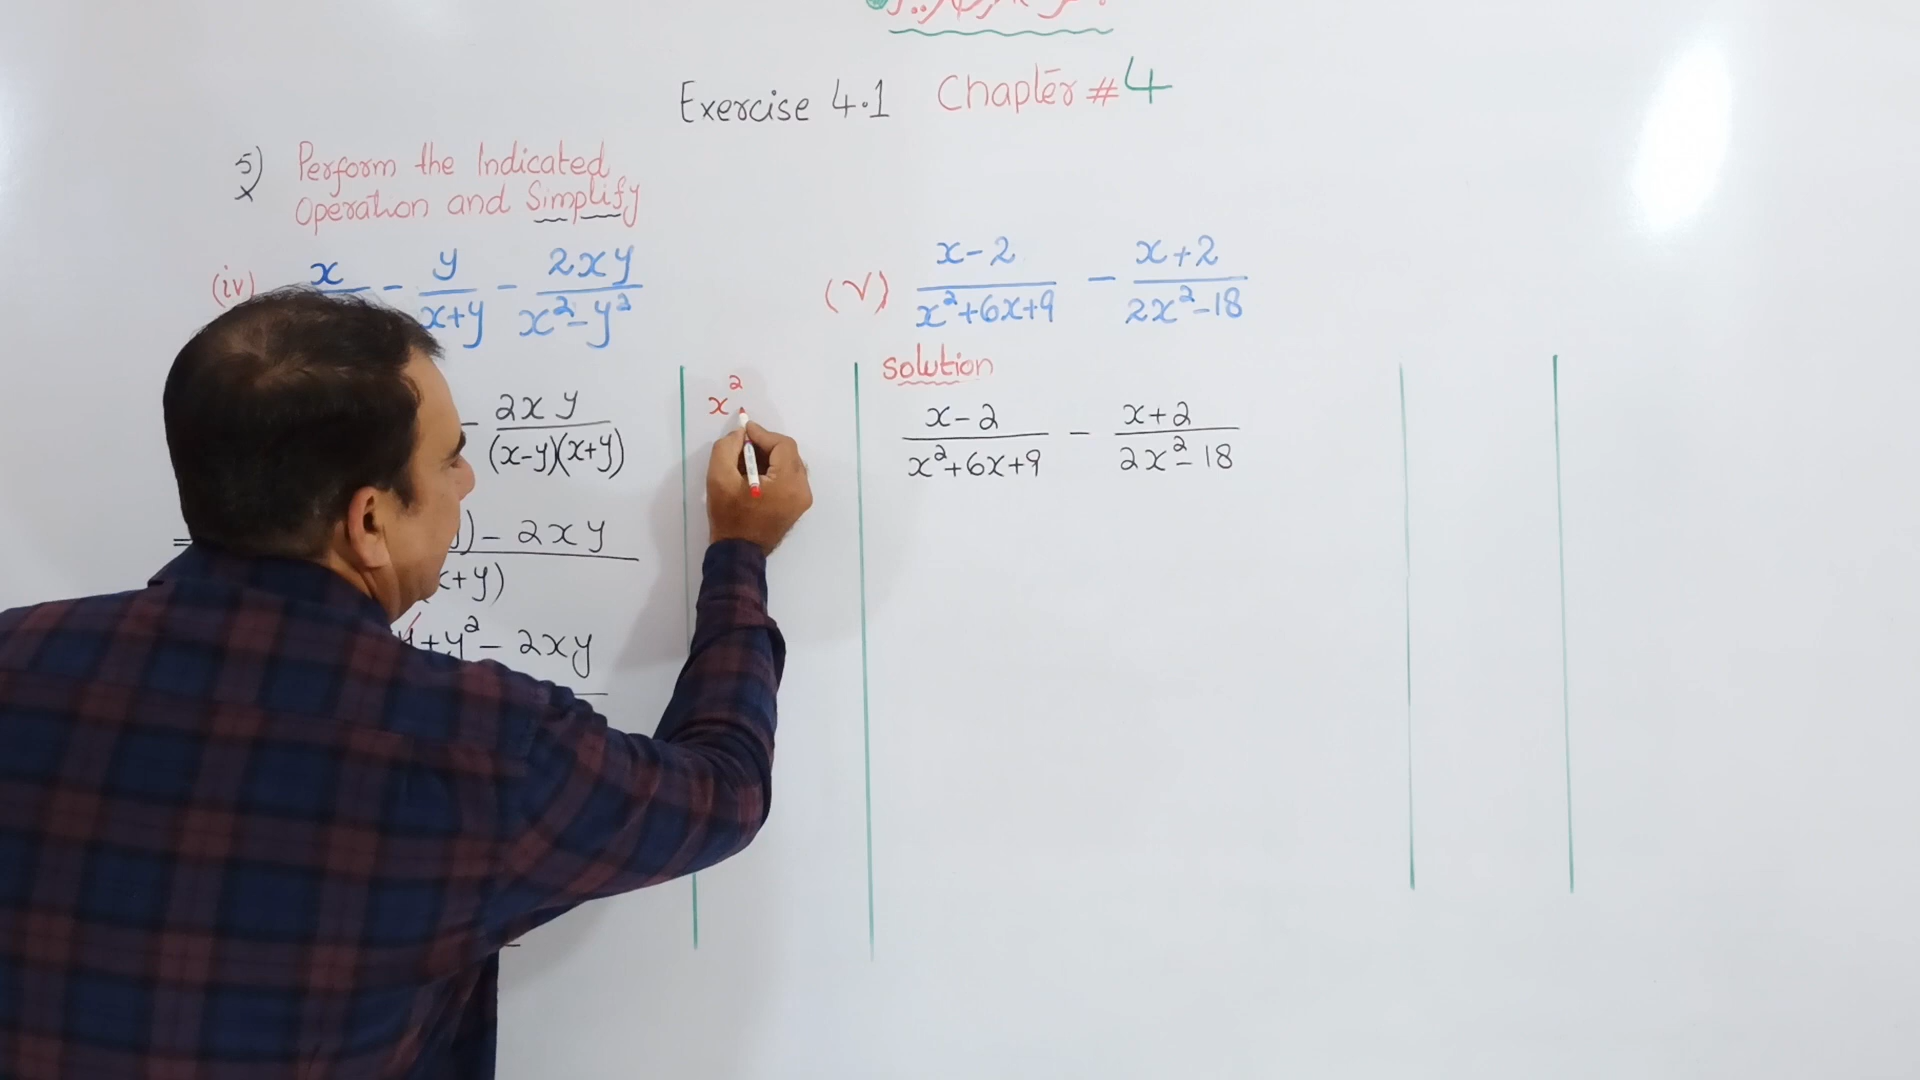 Exercise 4.1 Chapter # 4
5) Perform the Indicated
Operation and Simplify
(iv) x - y/x+y - 2xy/x²-y²
(V) x-2/x²+6x+9 - x+2/2x²-18
Solution
- 2xy/(x-y)(x+y)
= ) - 2xy
x+y)
y + y² - 2xy
x²
x-2/x²+6x+9 - x+2/2x²-18